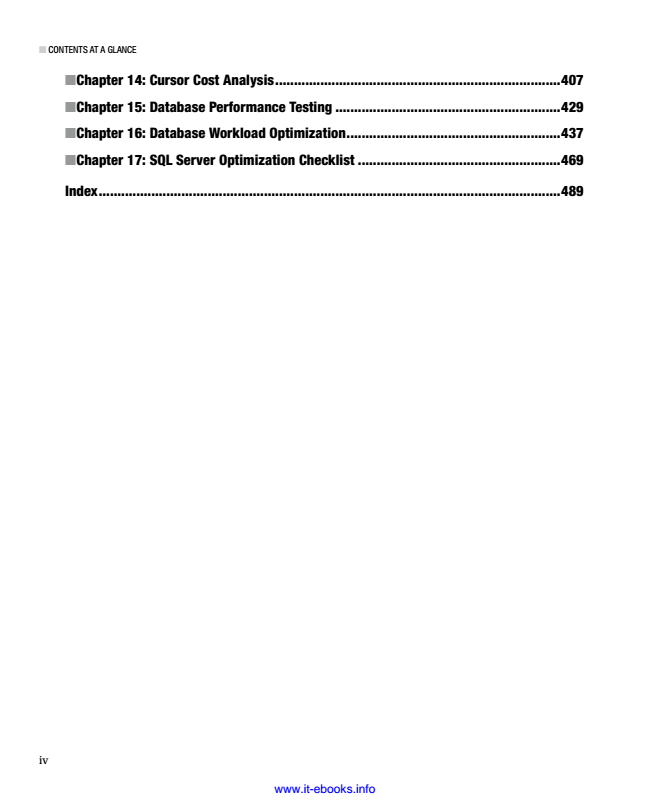 ■ CONTENTS AT A GLANCE
■Chapter 14: Cursor Cost Analysis............................................................................407
■Chapter 15: Database Performance Testing ............................................................429
■Chapter 16: Database Workload Optimization.........................................................437
■Chapter 17: SQL Server Optimization Checklist ......................................................469
Index...........................................................................................................................489
iv
www.it-ebooks.info